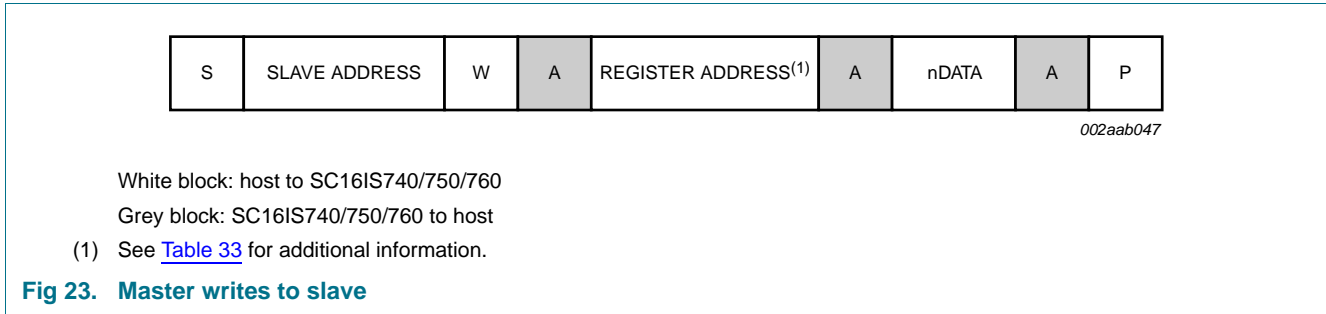 S SLAVE ADDRESS W A REGISTER ADDRESS(1) A nDATA A P
002aab047
White block: host to SC16IS740/750/760
Grey block: SC16IS740/750/760 to host
(1) See Table 33 for additional information.
Fig 23. Master writes to slave